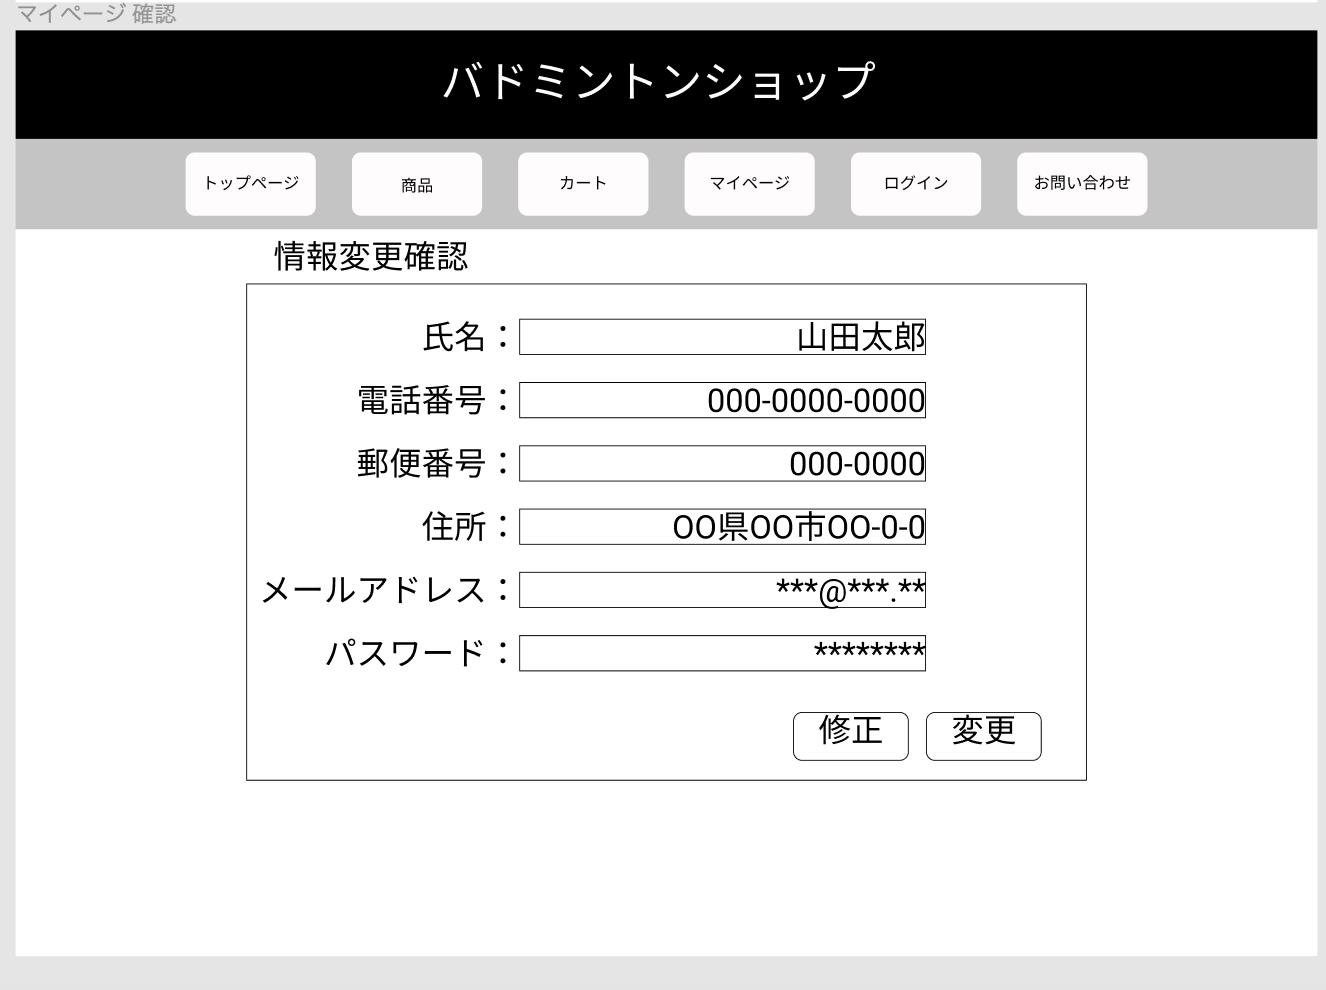 マイページ 確認
バドミントンショップ
トップページ 商品 カート マイページ ログイン お問い合わせ
情報変更確認
氏名： 山田太郎
電話番号： 000-0000-0000
郵便番号： 000-0000
住所： OO県OO市OO-0-0
メールアドレス： ***@***.**
パスワード： ********
修正 変更